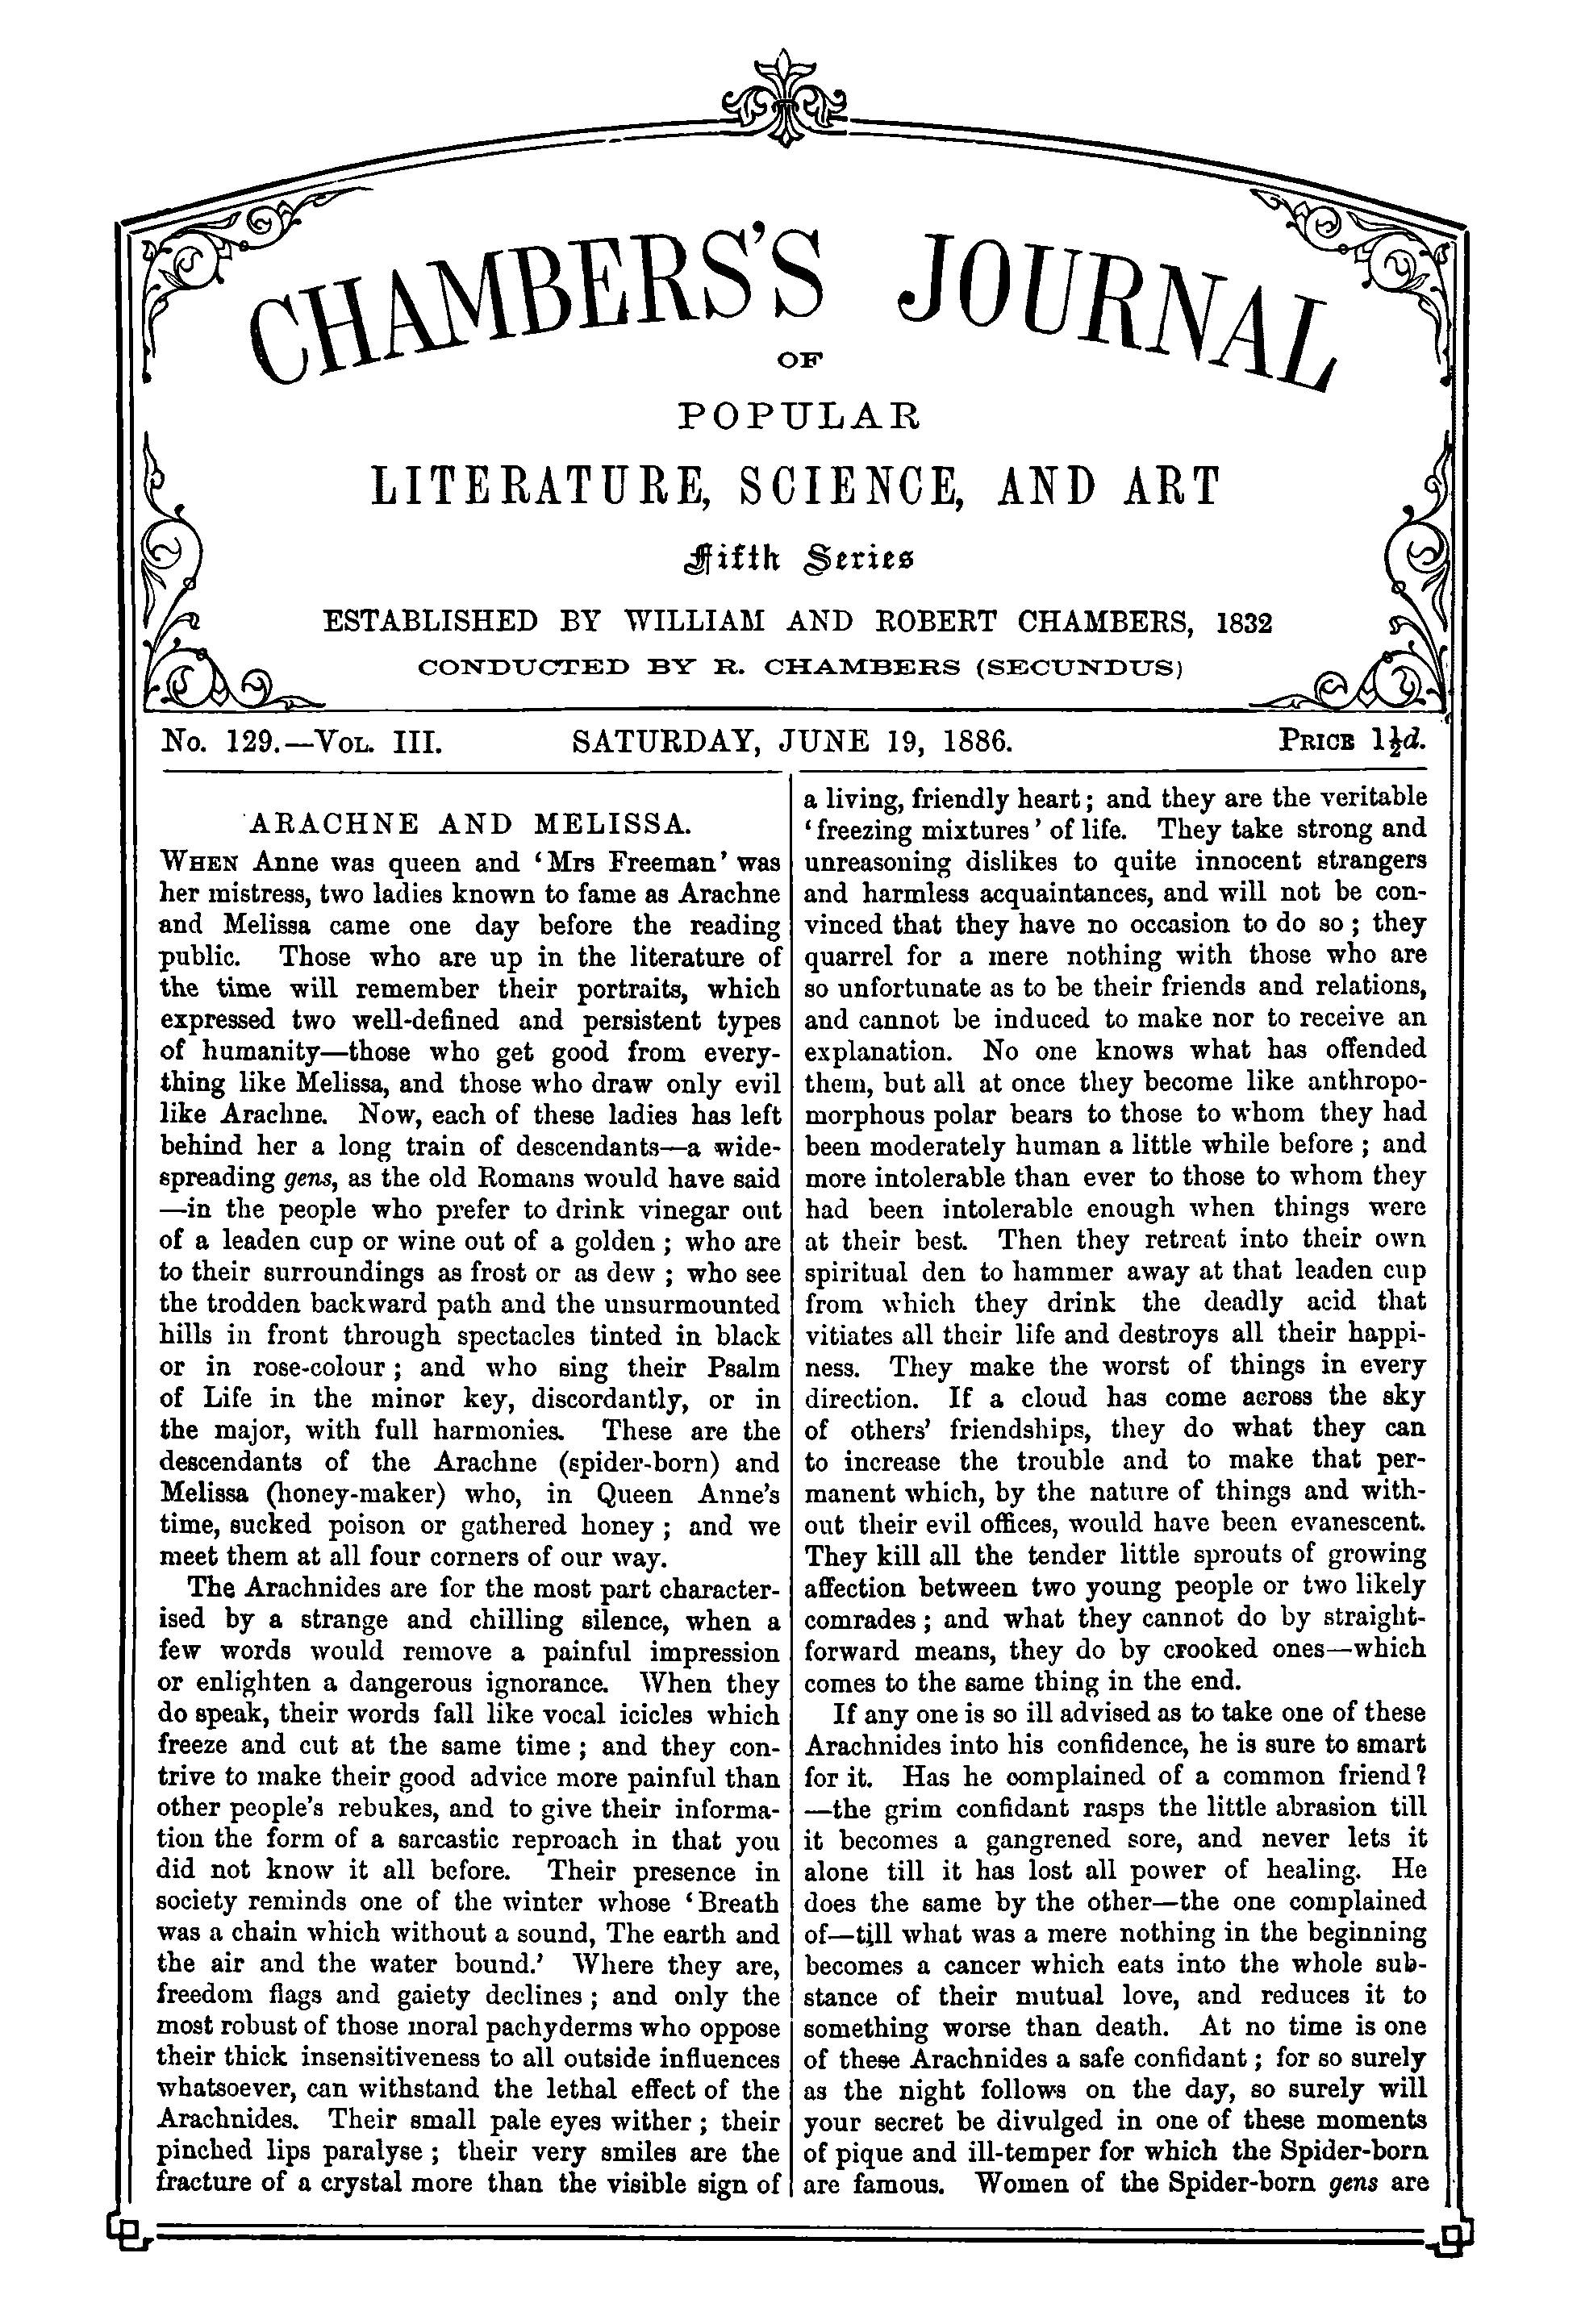 CHAMBERS'S JOURNAL
OF
POPULAR
LITERATURE, SCIENCE, AND ART
Fifth Series
ESTABLISHED BY WILLIAM AND ROBERT CHAMBERS, 1832
CONDUCTED BY R. CHAMBERS (SECUNDUS)
No. 129.—Vol. III. SATURDAY, JUNE 19, 1886. Price 1½d.
ARACHNE AND MELISSA.
When Anne was queen and ‘Mrs Freeman’ was
her mistress, two ladies known to fame as Arachne
and Melissa came one day before the reading
public. Those who are up in the literature of
the time will remember their portraits, which
expressed two well-defined and persistent types
of humanity—those who get good from every-
thing like Melissa, and those who draw only evil
like Arachne. Now, each of these ladies has left
behind her a long train of descendants—a wide-
spreading gens, as the old Romans would have said
—in the people who prefer to drink vinegar out
of a leaden cup or wine out of a golden; who are
to their surroundings as frost or as dew; who see
the trodden backward path and the unsurmounted
hills in front through spectacles tinted in black
or in rose-colour; and who sing their Psalm
of Life in the minor key, discordantly, or in
the major, with full harmonies. These are the
descendants of the Arachne (spider-born) and
Melissa (honey-maker) who, in Queen Anne's
time, sucked poison or gathered honey; and we
meet them at all four corners of our way.
The Arachnides are for the most part character-
ised by a strange and chilling silence, when a
few words would remove a painful impression
or enlighten a dangerous ignorance. When they
do speak, their words fall like vocal icicles which
freeze and cut at the same time; and they con-
trive to make their good advice more painful than
other people's rebukes, and to give their informa-
tion the form of a sarcastic reproach in that you
did not know it all before. Their presence in
society reminds one of the winter whose ‘Breath
was a chain which without a sound, The earth and
the air and the water bound.’ Where they are,
freedom flags and gaiety declines; and only the
most robust of those moral pachyderms who oppose
their thick insensitiveness to all outside influences
whatsoever, can withstand the lethal effect of the
Arachnides. Their small pale eyes wither; their
pinched lips paralyse; their very smiles are the
fracture of a crystal more than the visible sign of
a living, friendly heart; and they are the veritable
‘freezing mixtures’ of life. They take strong and
unreasoning dislikes to quite innocent strangers
and harmless acquaintances, and will not be con-
vinced that they have no occasion to do so; they
quarrel for a mere nothing with those who are
so unfortunate as to be their friends and relations,
and cannot be induced to make nor to receive an
explanation. No one knows what has offended
them, but all at once they become like anthropo-
morphous polar bears to those to whom they had
been moderately human a little while before; and
more intolerable than ever to those to whom they
had been intolerable enough when things were
at their best. Then they retreat into their own
spiritual den to hammer away at that leaden cup
from which they drink the deadly acid that
vitiates all their life and destroys all their happi-
ness. They make the worst of things in every
direction. If a cloud has come across the sky
of others' friendships, they do what they can
to increase the trouble and to make that per-
manent which, by the nature of things and with-
out their evil offices, would have been evanescent.
They kill all the tender little sprouts of growing
affection between two young people or two likely
comrades; and what they cannot do by straight-
forward means, they do by crooked ones—which
comes to the same thing in the end.
If any one is so ill advised as to take one of these
Arachnides into his confidence, he is sure to smart
for it. Has he complained of a common friend?
—the grim confidant rasps the little abrasion till
it becomes a gangrened sore, and never lets it
alone till it has lost all power of healing. He
does the same by the other—the one complained
of—till what was a mere nothing in the beginning
becomes a cancer which eats into the whole sub-
stance of their mutual love, and reduces it to
something worse than death. At no time is one
of these Arachnides a safe confidant; for so surely
as the night follows on the day, so surely will
your secret be divulged in one of these moments
of pique and ill-temper for which the Spider-born
are famous. Women of the Spider-born gens are